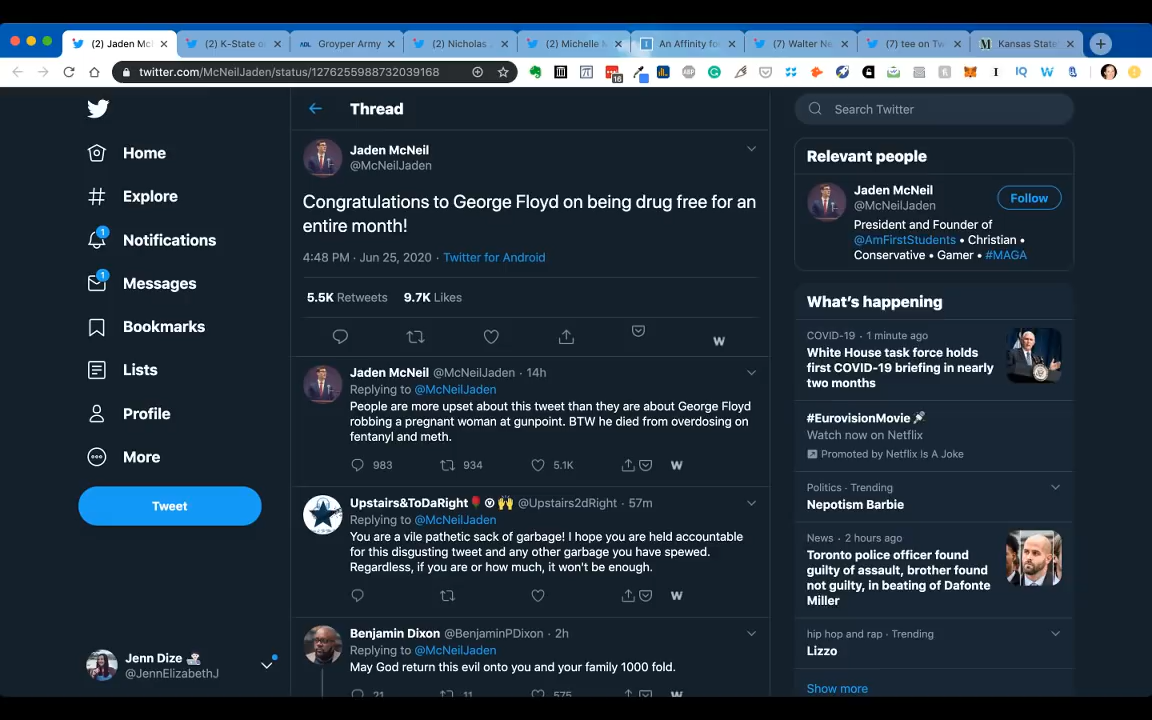 (2) Jaden Mc
(2) K-State o
ADL Groyper Army
(2) Nicholas
(2) Michelle
An Affinity fo
(7) Walter Ne
(7) tee on Tw
Kansas State
twitter.com/McNeilJaden/status/1276255988732039168
Home
Explore
1
Notifications
1
Messages
Bookmarks
Lists
Profile
More
Tweet
Jenn Dize
@JennElizabethJ
Thread
Jaden McNeil
@McNeilJaden
Congratulations to George Floyd on being drug free for an
entire month!
4:48 PM · Jun 25, 2020 · Twitter for Android
5.5K Retweets 9.7K Likes
W
Jaden McNeil @McNeilJaden · 14h
Replying to @McNeilJaden
People are more upset about this tweet than they are about George Floyd
robbing a pregnant woman at gunpoint. BTW he died from overdosing on
fentanyl and meth.
983 934 5.1K W
Upstairs&ToDaRight @Upstairs2dRight · 57m
Replying to @McNeilJaden
You are a vile pathetic sack of garbage! I hope you are held accountable
for this disgusting tweet and any other garbage you have spewed.
Regardless, if you are or how much, it won't be enough.
W
Benjamin Dixon @BenjaminPDixon · 2h
Replying to @McNeilJaden
May God return this evil onto you and your family 1000 fold.
21 11 575 W
Search Twitter
Relevant people
Jaden McNeil
@McNeilJaden
Follow
President and Founder of
@AmFirstStudents • Christian •
Conservative • Gamer • #MAGA
What's happening
COVID-19 · 1 minute ago
White House task force holds
first COVID-19 briefing in nearly
two months
#EurovisionMovie
Watch now on Netflix
Promoted by Netflix Is A Joke
Politics · Trending
Nepotism Barbie
News · 2 hours ago
Toronto police officer found
guilty of assault, brother found
not guilty, in beating of Dafonte
Miller
hip hop and rap · Trending
Lizzo
Show more